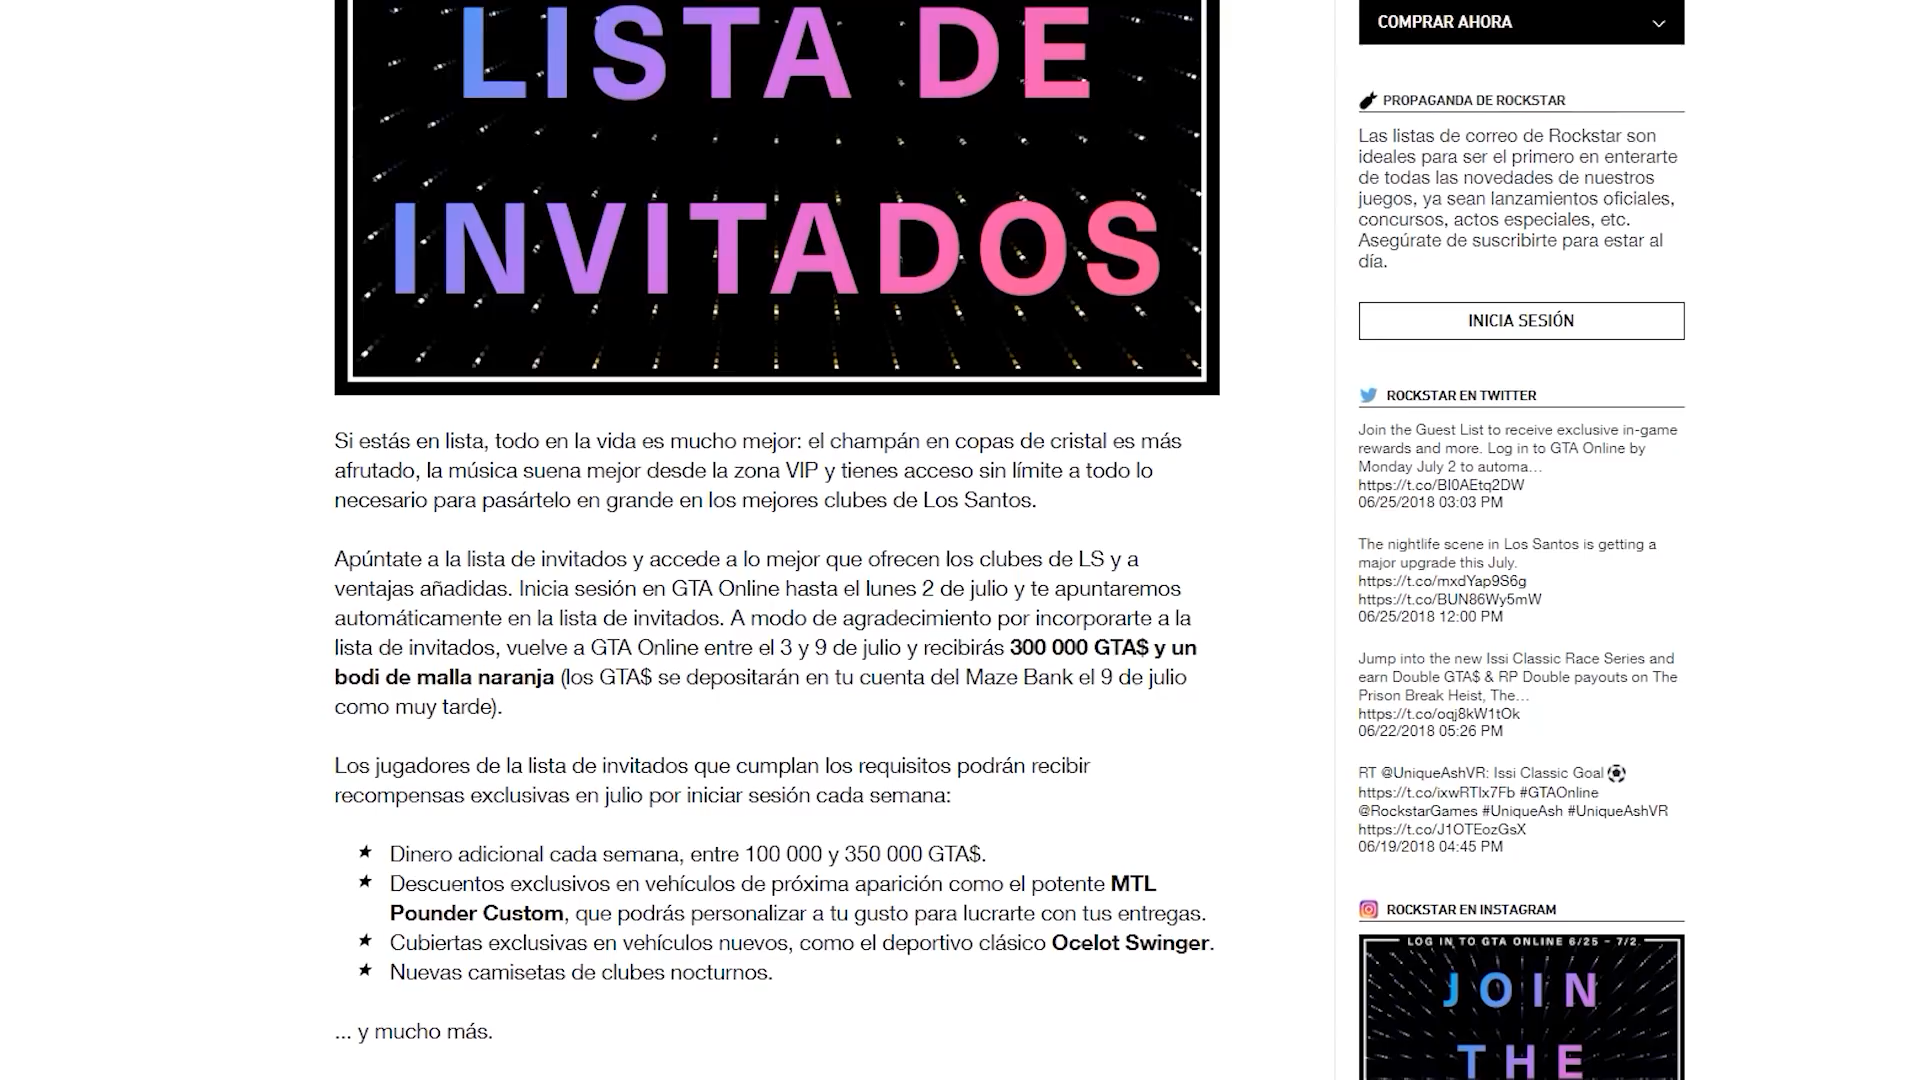 LISTA DE
INVITADOS
Si estás en lista, todo en la vida es mucho mejor: el champán en copas de cristal es más
afrutado, la música suena mejor desde la zona VIP y tienes acceso sin límite a todo lo
necesario para pasártelo en grande en los mejores clubes de Los Santos.
Apúntate a la lista de invitados y accede a lo mejor que ofrecen los clubes de LS y a
ventajas añadidas. Inicia sesión en GTA Online hasta el lunes 2 de julio y te apuntaremos
automáticamente en la lista de invitados. A modo de agradecimiento por incorporarte a la
lista de invitados, vuelve a GTA Online entre el 3 y 9 de julio y recibirás 300 000 GTA$ y un
bodi de malla naranja (los GTA$ se depositarán en tu cuenta del Maze Bank el 9 de julio
como muy tarde).
Los jugadores de la lista de invitados que cumplan los requisitos podrán recibir
recompensas exclusivas en julio por iniciar sesión cada semana:
★ Dinero adicional cada semana, entre 100 000 y 350 000 GTA$.
★ Descuentos exclusivos en vehículos de próxima aparición como el potente MTL
Pounder Custom, que podrás personalizar a tu gusto para lucrarte con tus entregas.
★ Cubiertas exclusivas en vehículos nuevos, como el deportivo clásico Ocelot Swinger.
★ Nuevas camisetas de clubes nocturnos.
... y mucho más.
COMPRAR AHORA
PROPAGANDA DE ROCKSTAR
Las listas de correo de Rockstar son
ideales para ser el primero en enterarte
de todas las novedades de nuestros
juegos, ya sean lanzamientos oficiales,
concursos, actos especiales, etc.
Asegúrate de suscribirte para estar al
día.
INICIA SESIÓN
ROCKSTAR EN TWITTER
Join the Guest List to receive exclusive in-game
rewards and more. Log in to GTA Online by
Monday July 2 to automa…
https://t.co/BI0AEtq2DW
06/25/2018 03:03 PM
The nightlife scene in Los Santos is getting a
major upgrade this July.
https://t.co/mxdYap9S6g
https://t.co/BUN86Wy5mW
06/25/2018 12:00 PM
Jump into the new Issi Classic Race Series and
earn Double GTA$ & RP Double payouts on The
Prison Break Heist, The…
https://t.co/oqj8kW1tOk
06/22/2018 05:26 PM
RT @UniqueAshVR: Issi Classic Goal ⚽
https://t.co/ixwRTIx7Fb #GTAOnline
@RockstarGames #UniqueAsh #UniqueAshVR
https://t.co/J1OTEozGsX
06/19/2018 04:45 PM
ROCKSTAR EN INSTAGRAM
LOG IN TO GTA ONLINE 6/25 - 7/2
JOIN
THE